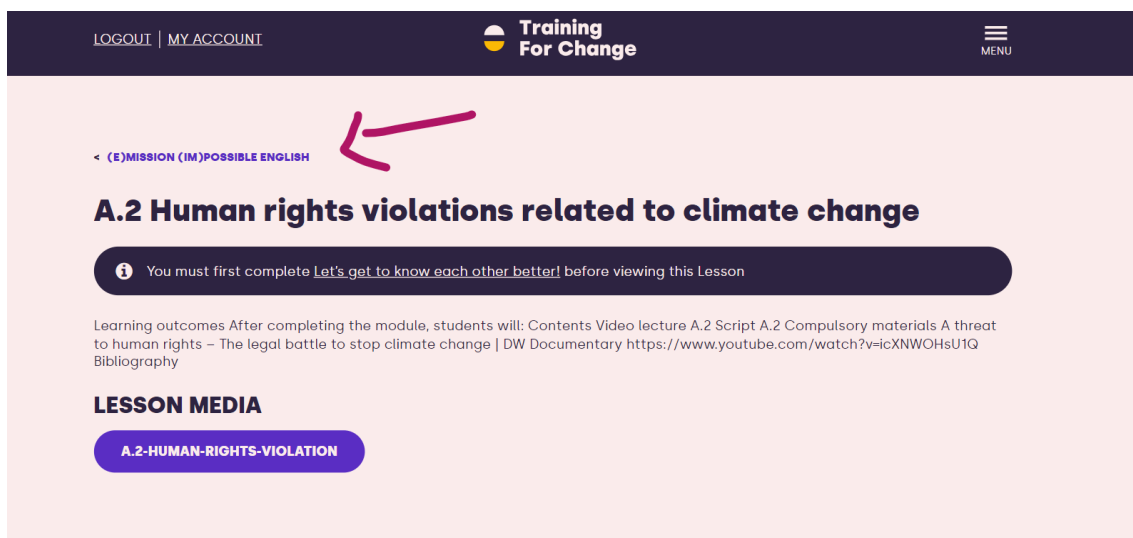 LOGOUT | MY ACCOUNT
Training
For Change
MENU
< (E)MISSION (IM)POSSIBLE ENGLISH
A.2 Human rights violations related to climate change
You must first complete Let's get to know each other better! before viewing this Lesson
Learning outcomes After completing the module, students will: Contents Video lecture A.2 Script A.2 Compulsory materials A threat
to human rights – The legal battle to stop climate change | DW Documentary https://www.youtube.com/watch?v=icXNWOHsU1Q
Bibliography
LESSON MEDIA
A.2-HUMAN-RIGHTS-VIOLATION